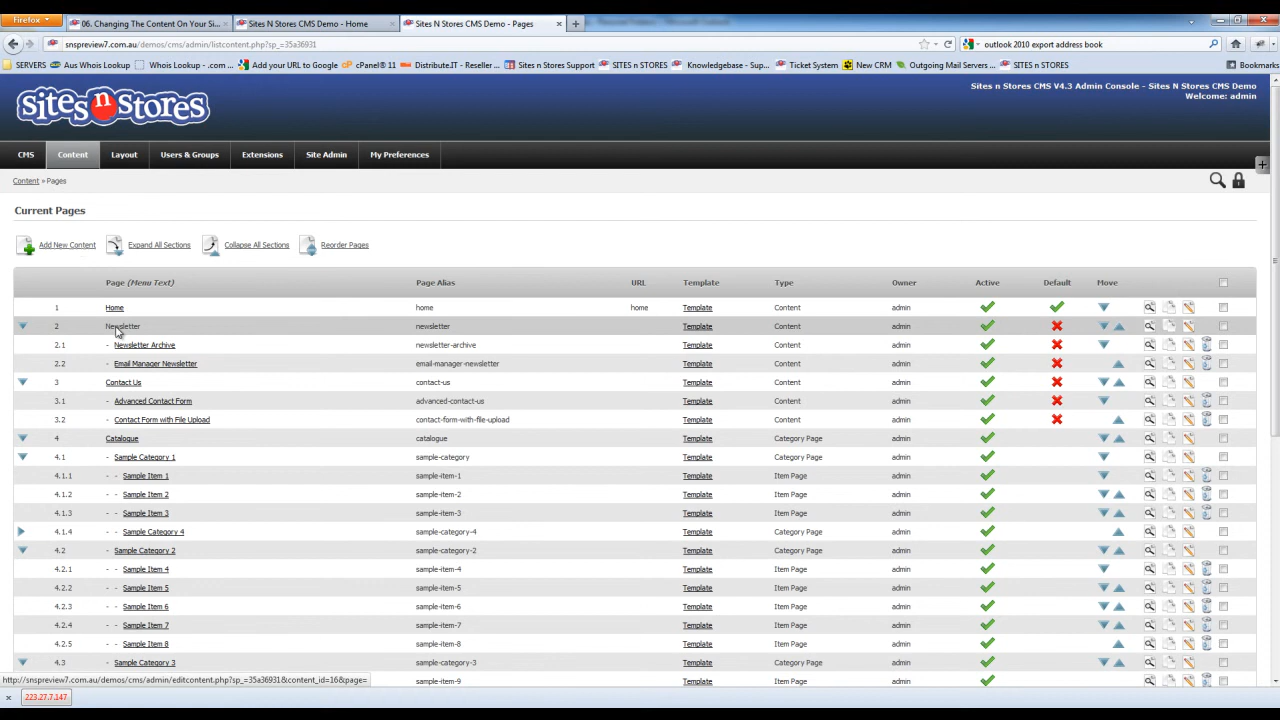 Firefox
06. Changing The Content On Your Si...
Sites N Stores CMS Demo - Home
Sites N Stores CMS Demo - Pages
snspreview7.com.au/demos/cms/admin/listcontent.php?sp_=35a36931
outlook 2010 export address book
SERVERS
Aus Whois Lookup
Whois Lookup - .com ...
Add your URL to Google
cPanel® 11
Distribute.IT - Reseller ...
Sites n Stores Support
SITES n STORES
Knowledgebase - Sup...
Ticket System
New CRM
Outgoing Mail Servers ...
SITES n STORES
Bookmarks
sites n stores
Sites n Stores CMS V4.3 Admin Console - Sites N Stores CMS Demo
Welcome: admin
CMS Content Layout Users & Groups Extensions Site Admin My Preferences
Content » Pages
Current Pages
Add New Content Expand All Sections Collapse All Sections Reorder Pages
Page (Menu Text) Page Alias URL Template Type Owner Active Default Move
1 Home home home Template Content admin
2 Newsletter newsletter Template Content admin
2.1 - Newsletter Archive newsletter-archive Template Content admin
2.2 - Email Manager Newsletter email-manager-newsletter Template Content admin
3 Contact Us contact-us Template Content admin
3.1 - Advanced Contact Form advanced-contact-us Template Content admin
3.2 - Contact Form with File Upload contact-form-with-file-upload Template Content admin
4 Catalogue catalogue Template Category Page admin
4.1 - Sample Category 1 sample-category Template Category Page admin
4.1.1 - - Sample Item 1 sample-item-1 Template Item Page admin
4.1.2 - - Sample Item 2 sample-item-2 Template Item Page admin
4.1.3 - - Sample Item 3 sample-item-3 Template Item Page admin
4.1.4 - - Sample Category 4 sample-category-4 Template Category Page admin
4.2 - Sample Category 2 sample-category-2 Template Category Page admin
4.2.1 - - Sample Item 4 sample-item-4 Template Item Page admin
4.2.2 - - Sample Item 5 sample-item-5 Template Item Page admin
4.2.3 - - Sample Item 6 sample-item-6 Template Item Page admin
4.2.4 - - Sample Item 7 sample-item-7 Template Item Page admin
4.2.5 - - Sample Item 8 sample-item-8 Template Item Page admin
4.3 - Sample Category 3 sample-category-3 Template Category Page admin
http://snspreview7.com.au/demos/cms/admin/editcontent.php?sp_=35a36931&content_id=16&page=
sample-item-9 Template Item Page admin
223.27.7.147